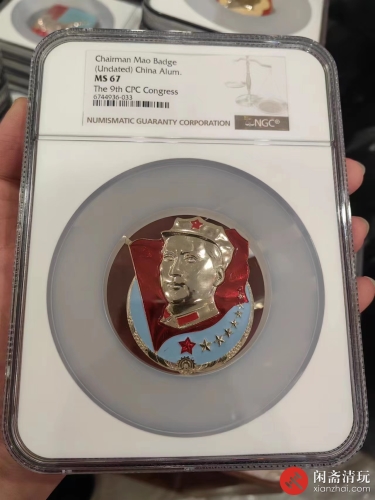 Chairman Mao Badge
(Undated) China Alum.
MS 67
The 9th CPC Congress
6744936-033
NUMISMATIC GUARANTY CORPORATION
NGC®
闲斋清玩
xianzhai.com